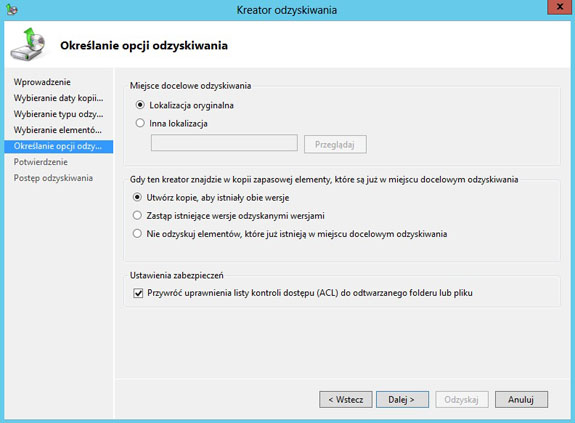 Kreator odzyskiwania
x
Określanie opcji odzyskiwania
Wprowadzenie
Wybieranie daty kopii...
Wybieranie typu odzy...
Wybieranie elementó...
Określanie opcji odzy...
Potwierdzenie
Postęp odzyskiwania
Miejsce docelowe odzyskiwania
Lokalizacja oryginalna
Inna lokalizacja
Przeglądaj
Gdy ten kreator znajdzie w kopii zapasowej elementy, które są już w miejscu docelowym odzyskiwania
Utwórz kopie, aby istniały obie wersje
Zastąp istniejące wersje odzyskanymi wersjami
Nie odzyskuj elementów, które już istnieją w miejscu docelowym odzyskiwania
Ustawienia zabezpieczeń
Przywróć uprawnienia listy kontroli dostępu (ACL) do odtwarzanego folderu lub pliku
< Wstecz
Dalej >
Odzyskaj
Anuluj